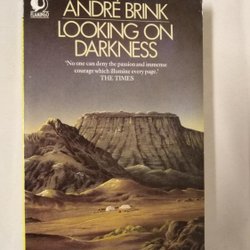 FLAMINGO
ANDRÉ BRINK
LOOKING ON
DARKNESS
'No one can deny the passion and immense
courage which illumine every page.'
THE TIMES